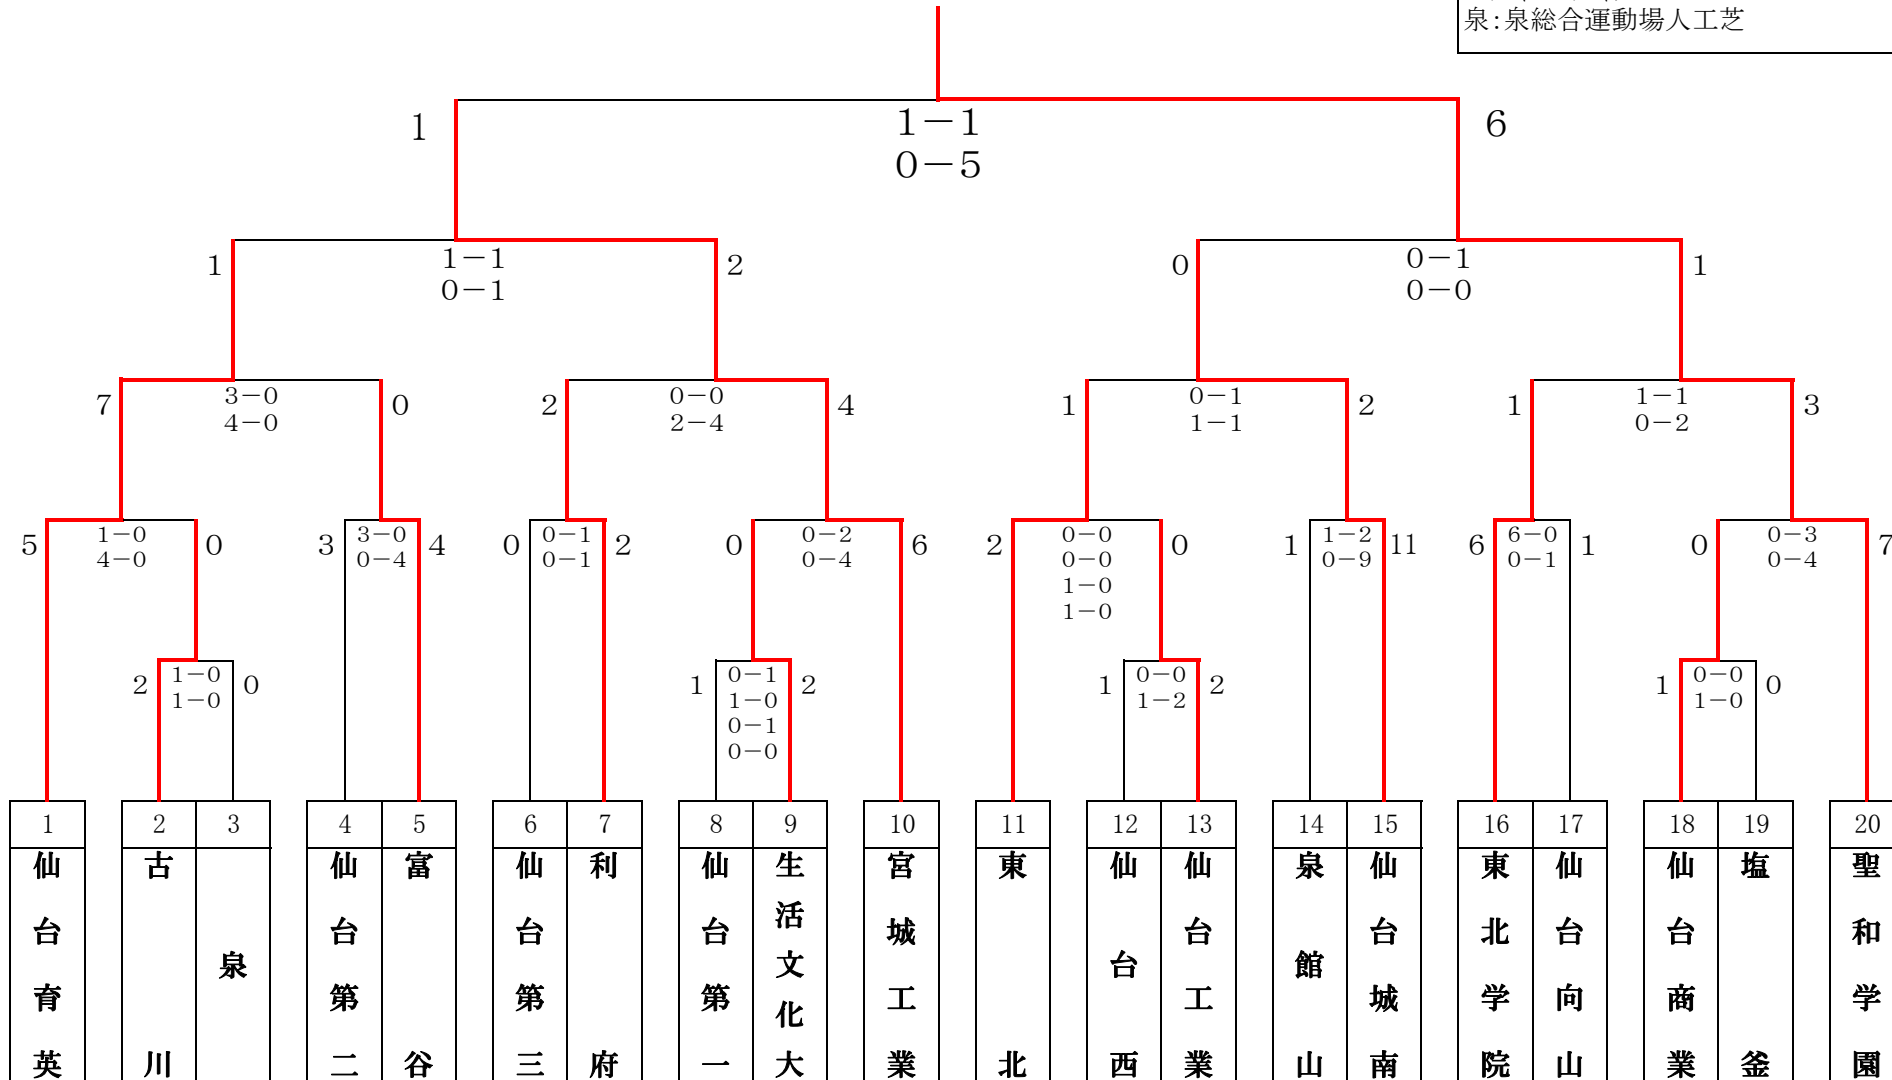 泉:泉総合運動場人工芝
1 1－1 6
0－5
1 1－1 2 0 0－1 1
0－1 0－0
7 3－0 0 2 0－0 4 1 0－1 2 1 1－1 3
4－0 2－4 1－1 0－2
5 1－0 0 3 3－0 4 0 0－1 2 0 0－2 6 2 0－0 0 1 1－2 11 6 6－0 1 0 0－3 7
4－0 0－4 0－1 0－4 0－0 0－9 0－1 0－4
1－0
1－0
2 1－0 0 1 0－1 2 1 0－0 2 1 0－0 0
1－0 1－0 1－2 1－0
0－1
0－0
1 2 3 4 5 6 7 8 9 10 11 12 13 14 15 16 17 18 19 20
仙台育英
古川
泉
仙台第二
富谷
仙台第三
利府
仙台第一
生活文化大
宮城工業
東北
仙台西
仙台工業
泉館山
仙台城南
東北学院
仙台向山
仙台商業
塩釜
聖和学園